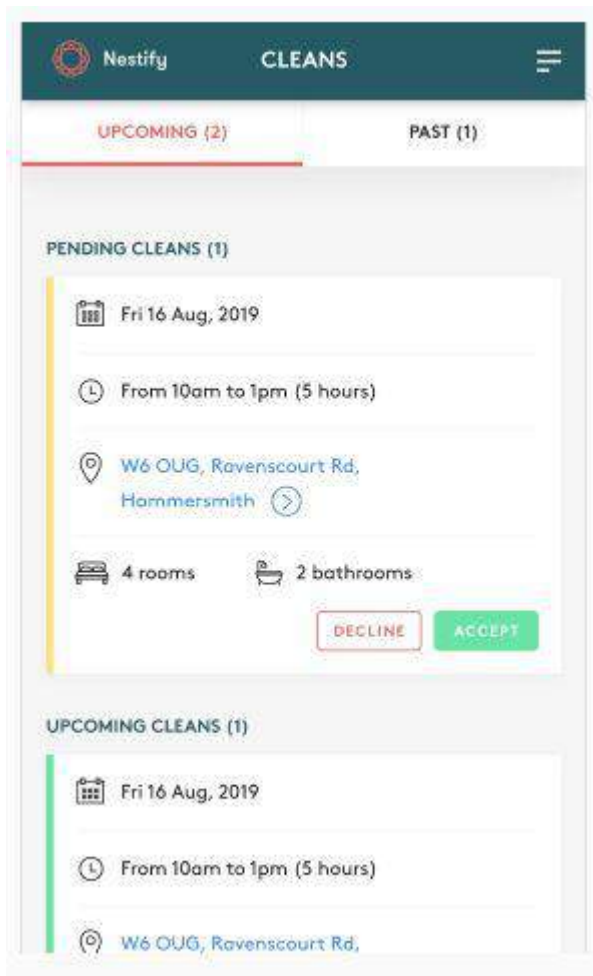 Nestify
CLEANS
UPCOMING (2)
PAST (1)
PENDING CLEANS (1)
Fri 16 Aug, 2019
From 10am to 1pm (5 hours)
W6 OUG, Ravenscourt Rd,
Hammersmith
4 rooms
2 bathrooms
DECLINE
ACCEPT
UPCOMING CLEANS (1)
Fri 16 Aug, 2019
From 10am to 1pm (5 hours)
W6 OUG, Ravenscourt Rd,